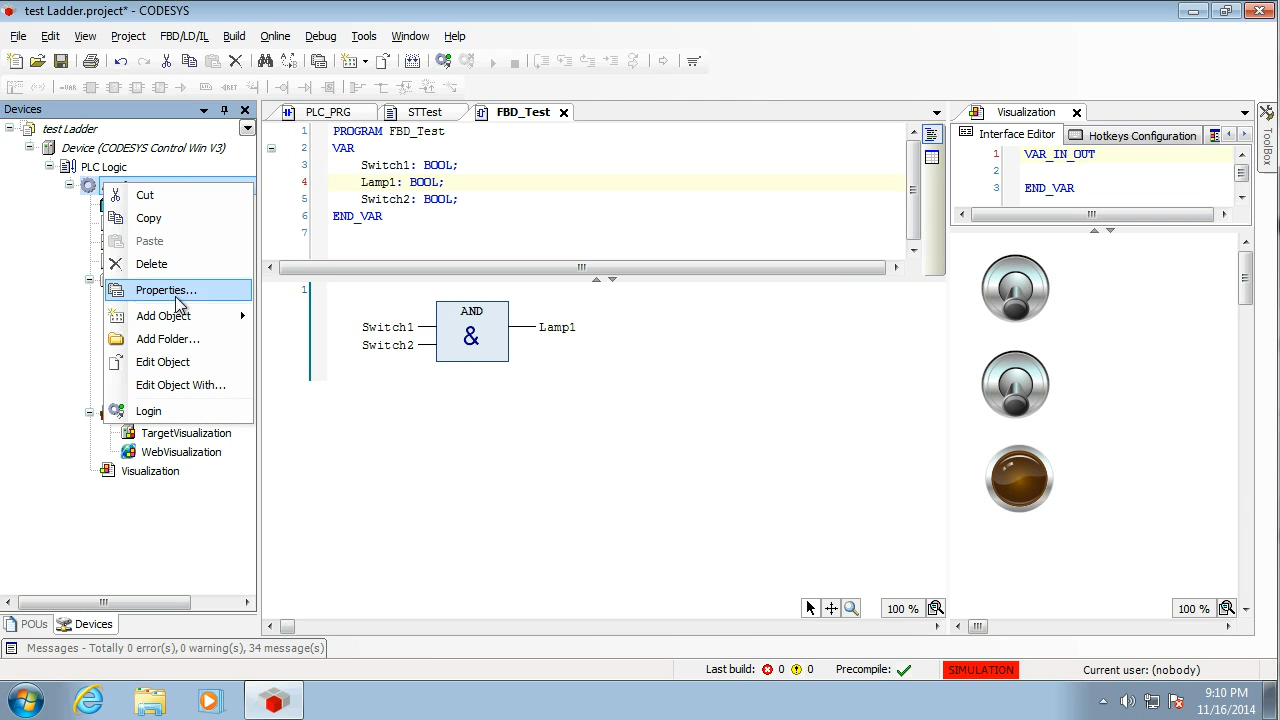 test Ladder.project* - CODESYS
File Edit View Project FBD/LD/IL Build Online Debug Tools Window Help
Devices
test Ladder
Device (CODESYS Control Win V3)
PLC Logic
Cut
Copy
Paste
Delete
Properties...
Add Object
Add Folder...
Edit Object
Edit Object With...
Login
TargetVisualization
WebVisualization
Visualization
POUs Devices
PLC_PRG STTest FBD_Test
1 PROGRAM FBD_Test
2 VAR
3 Switch1: BOOL;
4 Lamp1: BOOL;
5 Switch2: BOOL;
6 END_VAR
7
1
AND
Switch1 & Lamp1
Switch2
100 %
Visualization
Interface Editor Hotkeys Configuration
1 VAR_IN_OUT
2
3 END_VAR
100 %
ToolBox
Messages - Totally 0 error(s), 0 warning(s), 34 message(s)
Last build: 0 0 Precompile: SIMULATION Current user: (nobody)
9:10 PM
11/16/2014